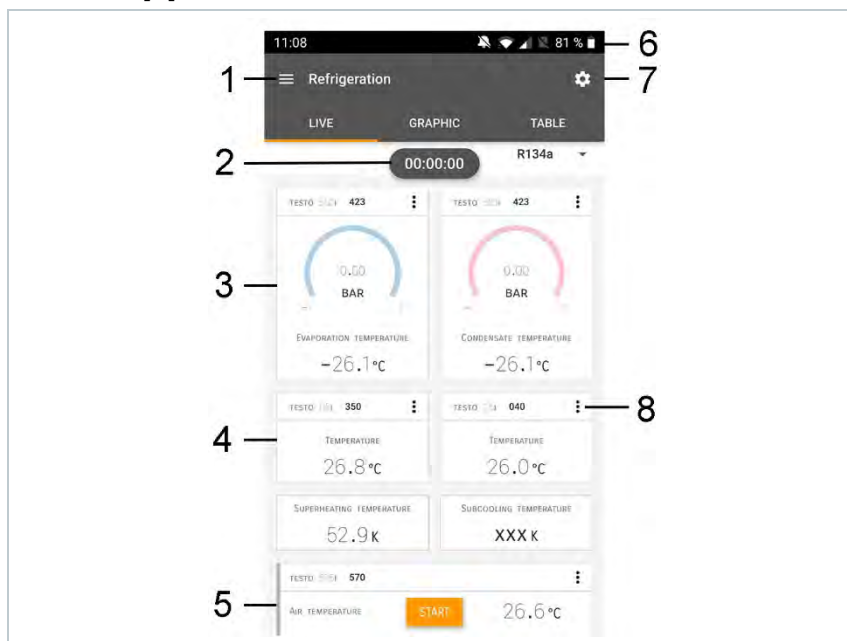 11:08 81 %
6
1
Refrigeration
7
LIVE GRAPHIC TABLE
2
00:00:00
R134a
TESTO 423
TESTO 423
3
0.00
BAR
0.00
BAR
EVAPORATION TEMPERATURE
-26.1°C
CONDENSATE TEMPERATURE
-26.1°C
TESTO 350
TESTO 040
8
4
TEMPERATURE
26.8°C
TEMPERATURE
26.0°C
SUPERHEATING TEMPERATURE
52.9 K
SUBCOOLING TEMPERATURE
XXX K
TESTO 570
5
AIR TEMPERATURE START 26.6°C